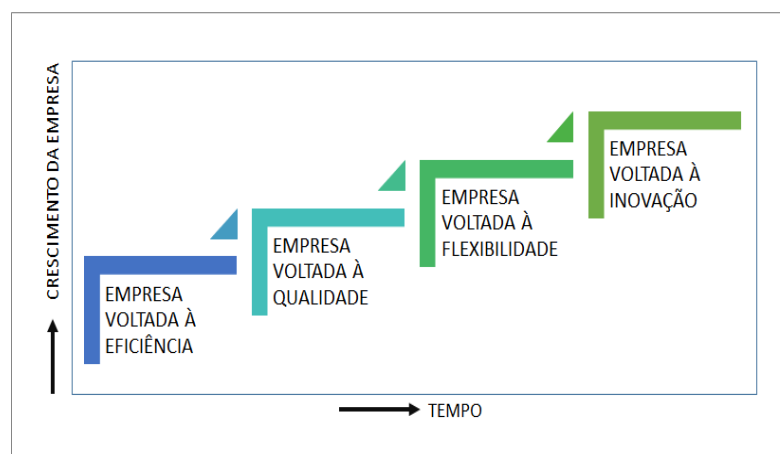 CRESCIMENTO DA EMPRESA
EMPRESA
VOLTADA À
EFICIÊNCIA
EMPRESA
VOLTADA À
QUALIDADE
EMPRESA
VOLTADA À
FLEXIBILIDADE
EMPRESA
VOLTADA À
INOVAÇÃO
TEMPO